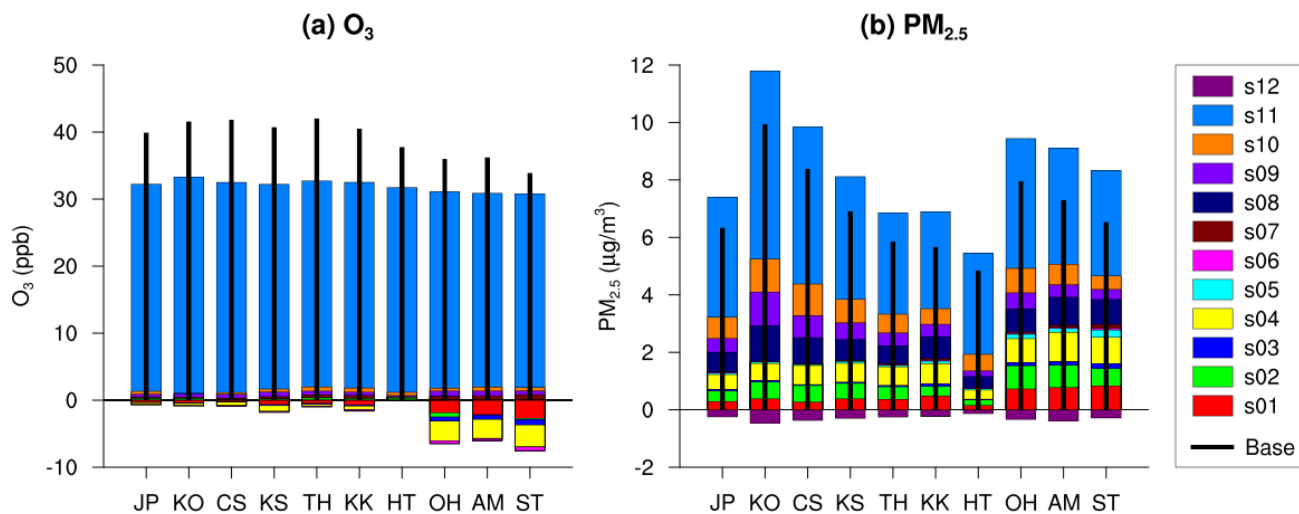 (a) O3
(b) PM2.5
O3 (ppb)
50
40
30
20
10
0
-10
JP KO CS KS TH KK HT OH AM ST
PM2.5 (μg/m3)
12
10
8
6
4
2
0
-2
JP KO CS KS TH KK HT OH AM ST
s12
s11
s10
s09
s08
s07
s06
s05
s04
s03
s02
s01
Base